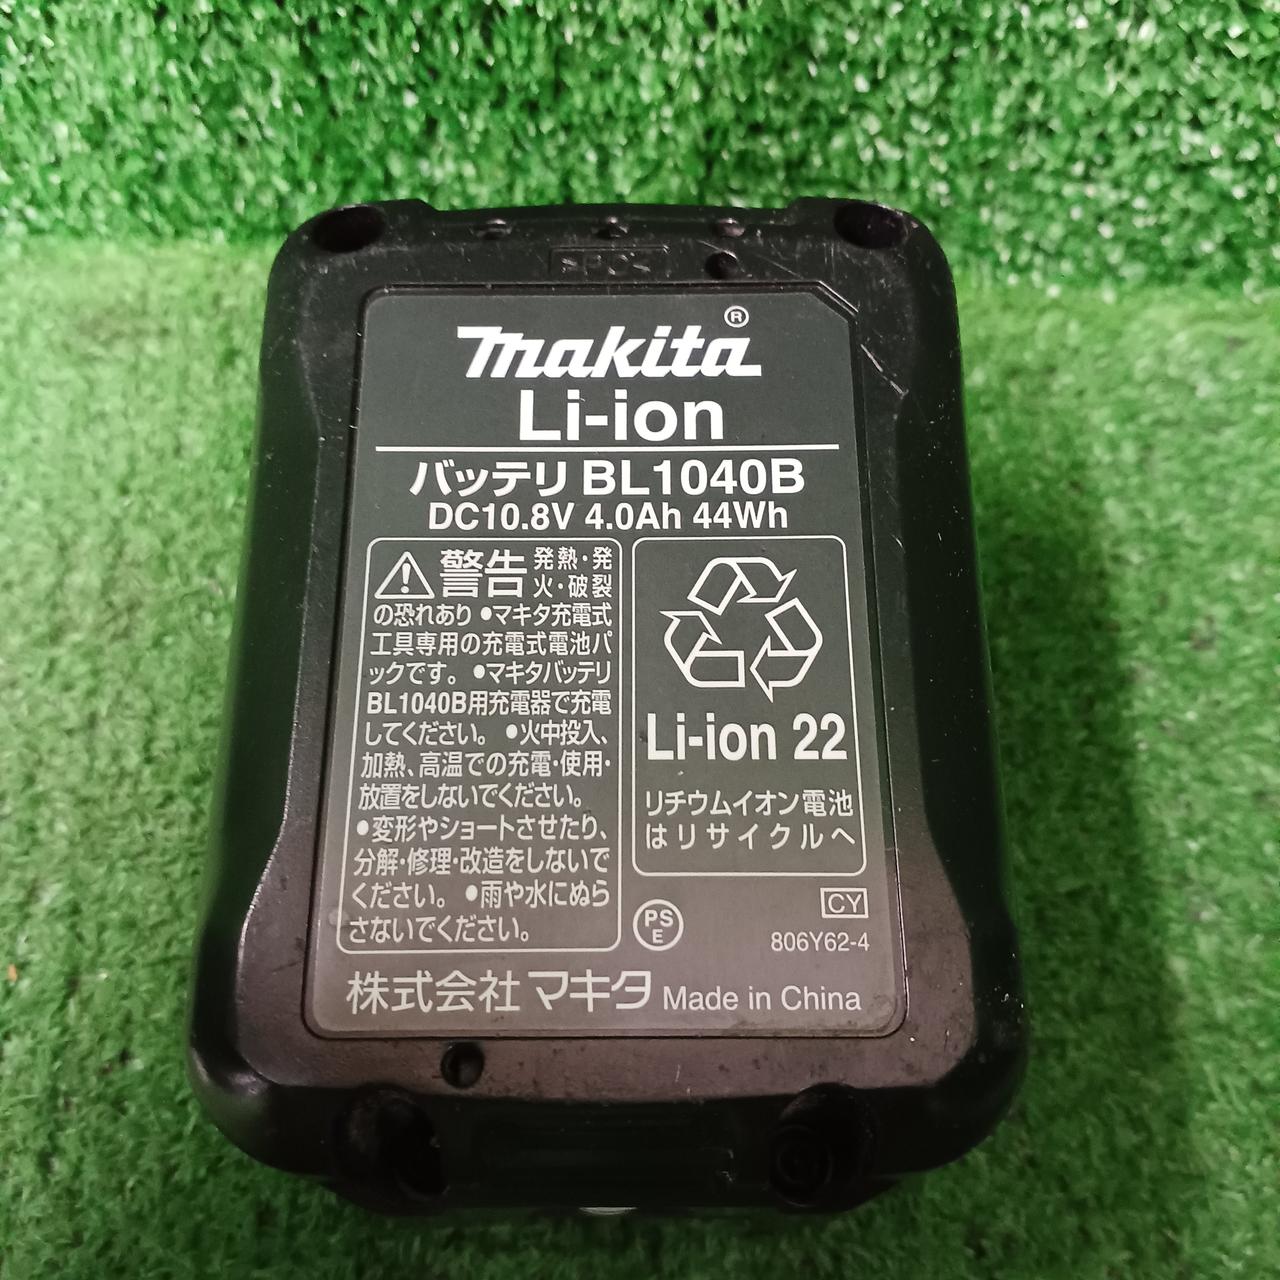 >PC<
makita®
Li-ion
バッテリ BL1040B
DC10.8V 4.0Ah 44Wh
警告 発熱・発
火・破裂
の恐れあり ●マキタ充電式
工具専用の充電式電池パ
ックです。 ●マキタバッテリ
BL1040B用充電器で充電
してください。 ●火中投入、
加熱、高温での充電・使用・
放置をしないでください。
●変形やショートさせたり、
分解・修理・改造をしないで
ください。 ●雨や水にぬら
さないでください。
Li-ion 22
リチウムイオン電池
はリサイクルへ
PS
E
CY
806Y62-4
株式会社 マキタ Made in China